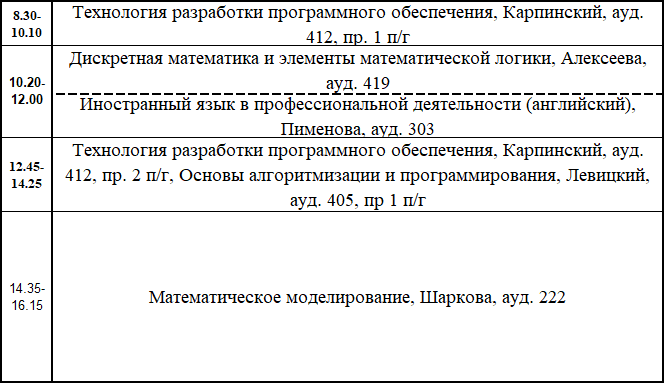 8.30-
10.10
Технология разработки программного обеспечения, Карпинский, ауд.
412, пр. 1 п/г
10.20-
12.00
Дискретная математика и элементы математической логики, Алексеева,
ауд. 419
Иностранный язык в профессиональной деятельности (английский),
Пименова, ауд. 303
12.45-
14.25
Технология разработки программного обеспечения, Карпинский, ауд.
412, пр. 2 п/г, Основы алгоритмизации и программирования, Левицкий,
ауд. 405, пр 1 п/г
14.35-
16.15
Математическое моделирование, Шаркова, ауд. 222